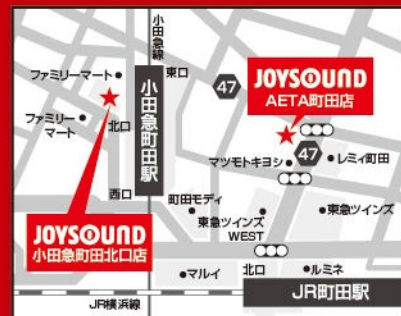 小田急線
ファミリーマート
東口
47
JOYSOUND
AETA町田店
小田急町田駅
ファミリー
マート
北口
47
マツモトキヨシ
レミィ町田
西口
町田モディ
東急ツインズ
WEST
東急ツインズ
JOYSOUND
小田急町田北口店
マルイ
北口
ルミネ
JR町田駅
JR横浜線